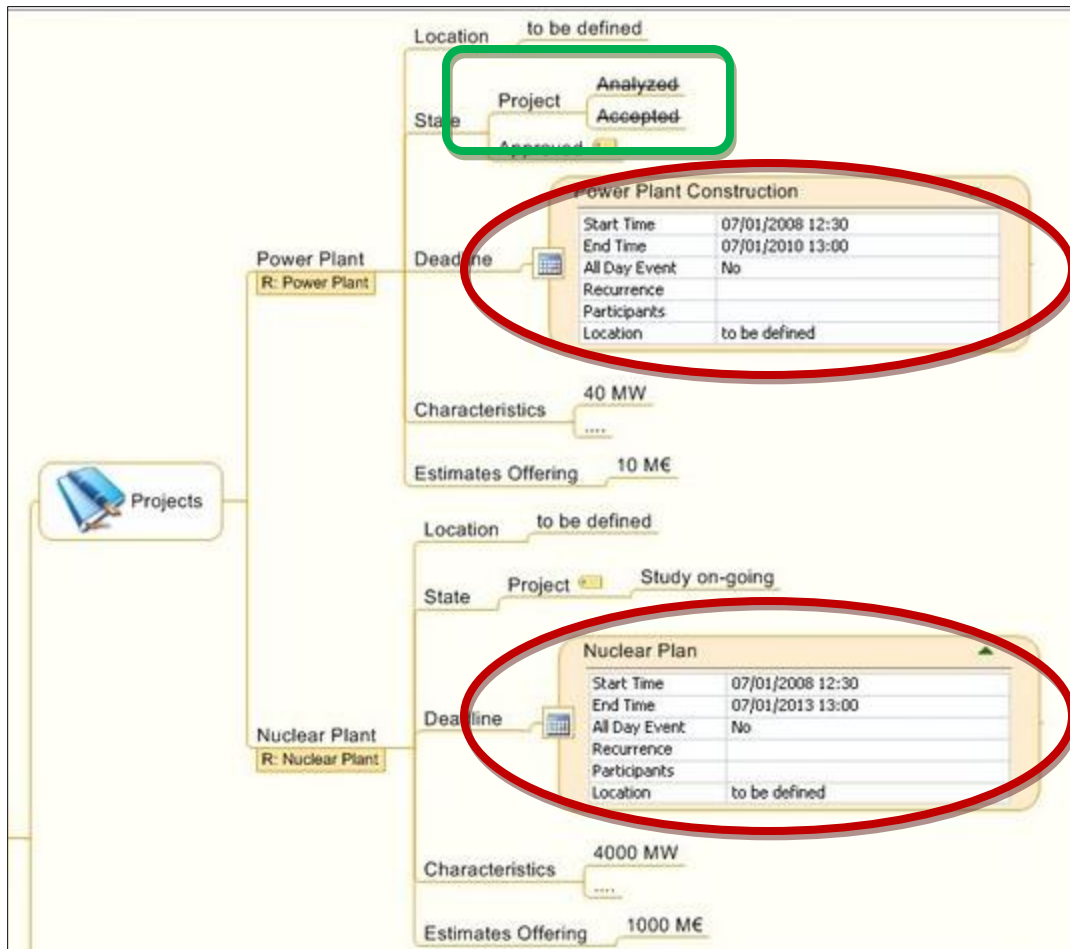 Location
to be defined
State
Project
Analyzed
Accepted
Approved
Power Plant
R: Power Plant
Deadline
Power Plant Construction
Start Time 07/01/2008 12:30
End Time 07/01/2010 13:00
All Day Event No
Recurrence
Participants
Location to be defined
Characteristics
40 MW
....
Estimates Offering
10 M€
Projects
Location
to be defined
State
Project
Study on-going
Nuclear Plant
R: Nuclear Plant
Deadline
Nuclear Plan
Start Time 07/01/2008 12:30
End Time 07/01/2013 13:00
All Day Event No
Recurrence
Participants
Location to be defined
Characteristics
4000 MW
....
Estimates Offering
1000 M€